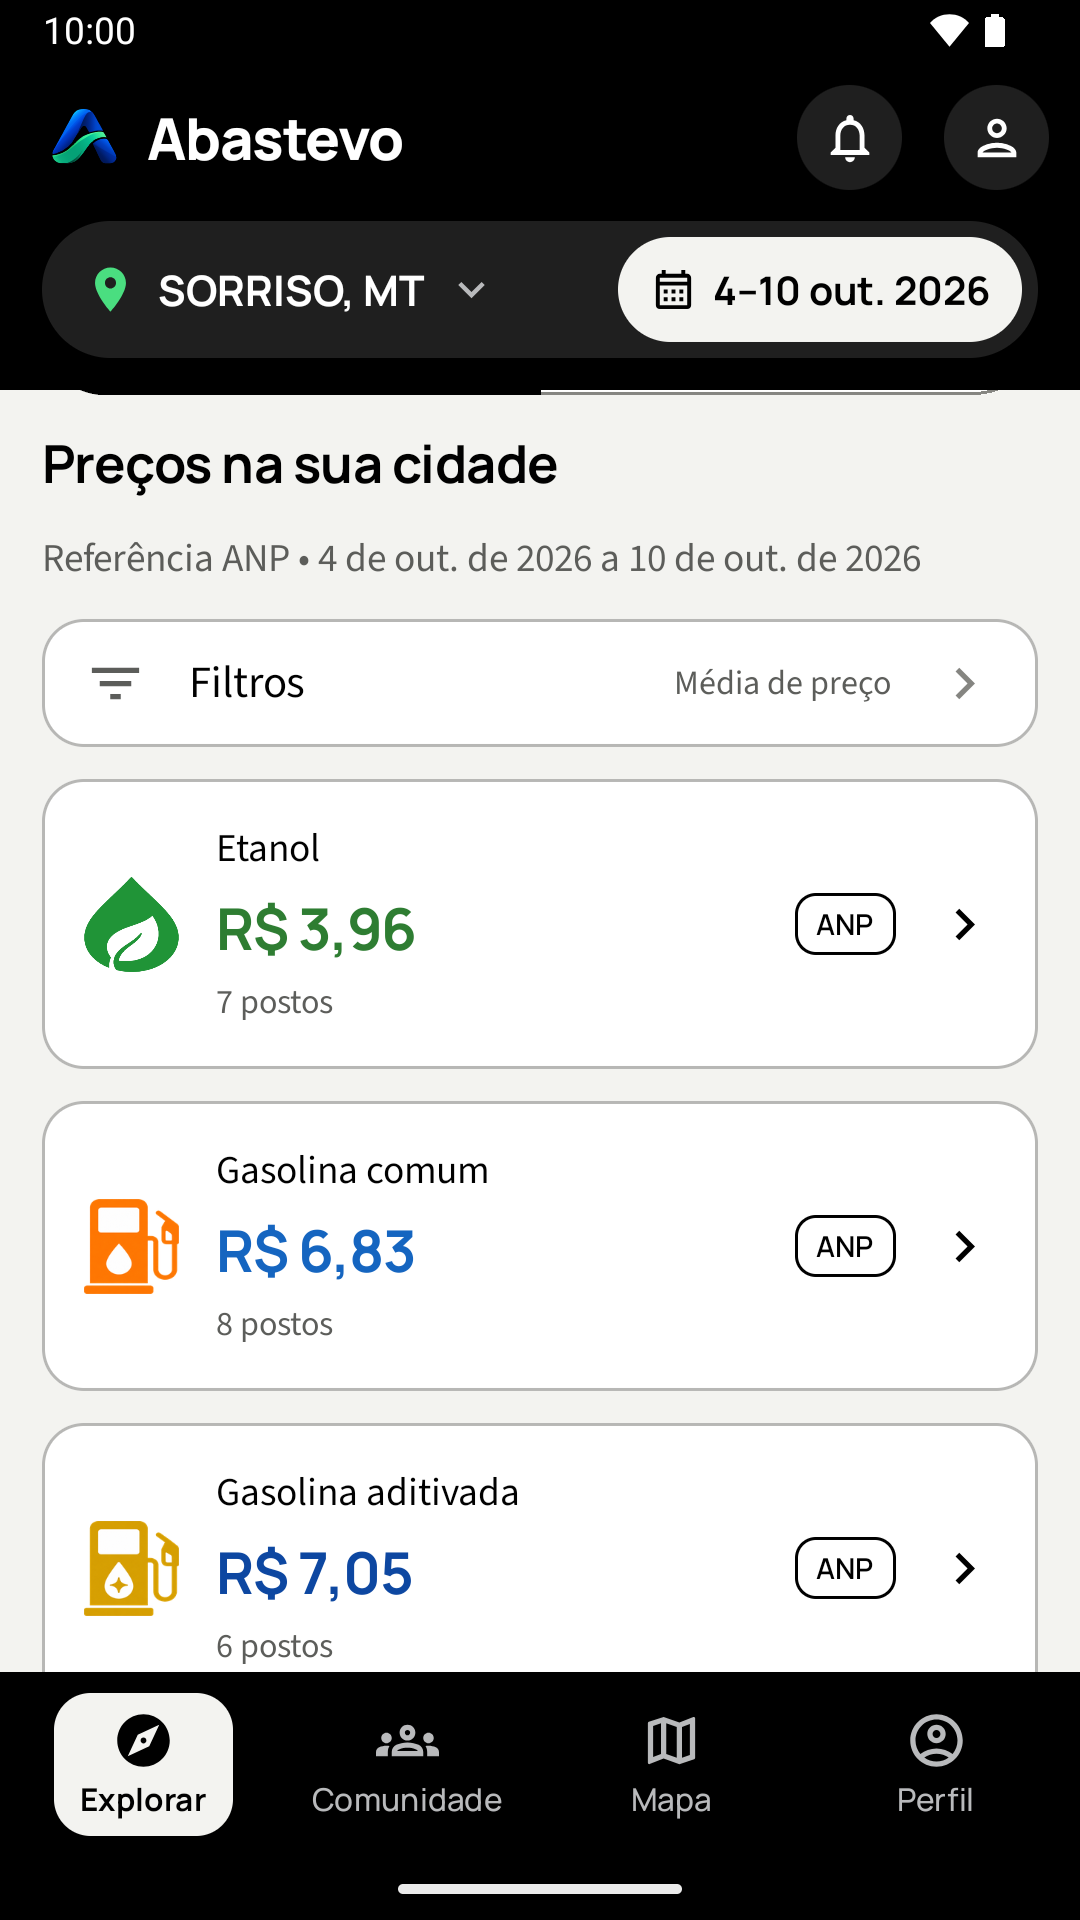 10:00
Abastevo
SORRISO, MT
4–10 out. 2026
Preços na sua cidade
Referência ANP • 4 de out. de 2026 a 10 de out. de 2026
Filtros
Média de preço
Etanol
R$ 3,96
7 postos
ANP
Gasolina comum
R$ 6,83
8 postos
ANP
Gasolina aditivada
R$ 7,05
6 postos
ANP
Explorar
Comunidade
Mapa
Perfil